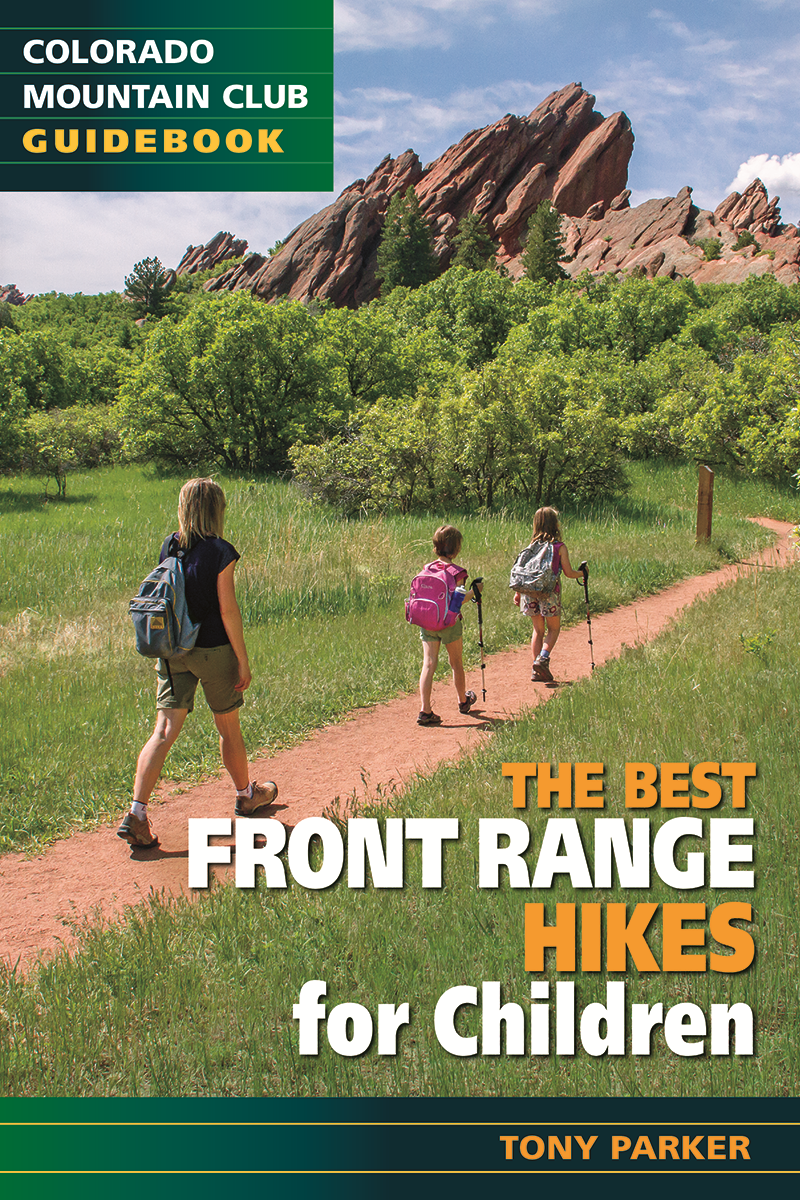 COLORADO
MOUNTAIN CLUB
GUIDEBOOK
THE BEST
FRONT RANGE
HIKES
for Children
TONY PARKER